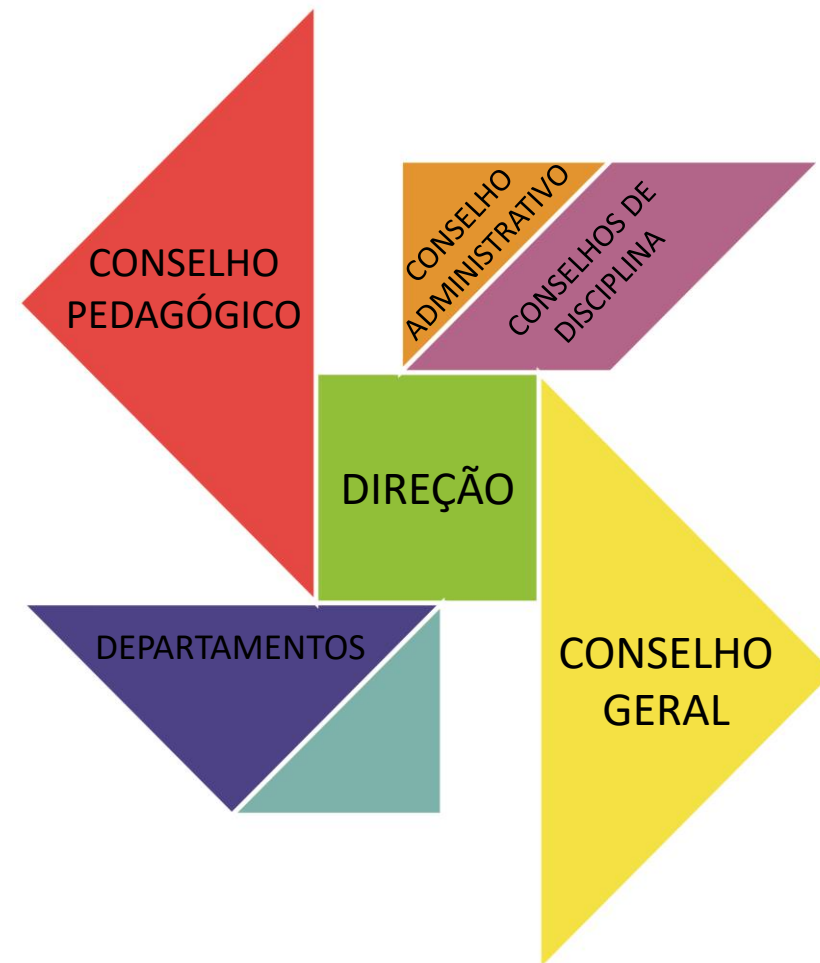 CONSELHO
PEDAGÓGICO
CONSELHO
ADMINISTRATIVO
CONSELHOS DE
DISCIPLINA
DIREÇÃO
DEPARTAMENTOS
CONSELHO
GERAL